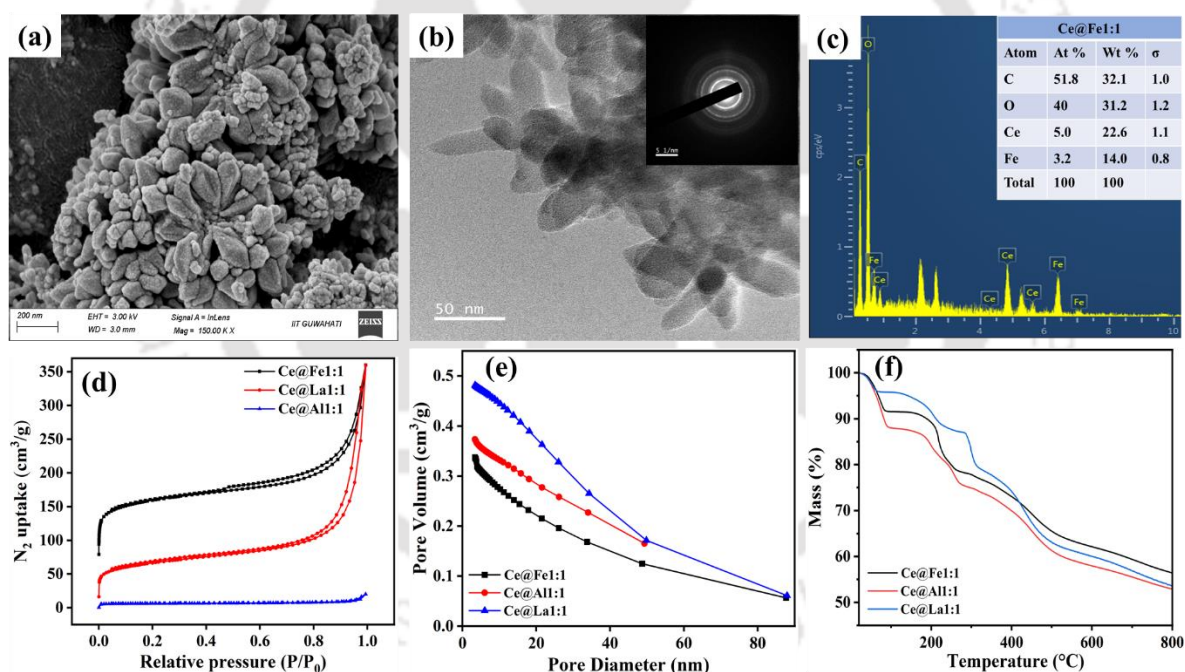 (a)
200 nm
EHT = 3.00 kV
Signal A = InLens
WD = 3.0 mm
Mag = 150.00 K X
IIT GUWAHATI
ZEISS
(b)
50 nm
5 1/nm
(c)
cps/eV
3
2
1
0
2
4
6
8
10
C
O
Fe
Ce
Ce
Ce
Ce
Fe
Fe
Ce@Fe1:1
Atom At % Wt % σ
C 51.8 32.1 1.0
O 40 31.2 1.2
Ce 5.0 22.6 1.1
Fe 3.2 14.0 0.8
Total 100 100
(d)
Ce@Fe1:1
Ce@La1:1
Ce@Al1:1
N2 uptake (cm³/g)
350
300
250
200
150
100
50
0
0.0 0.2 0.4 0.6 0.8 1.0
Relative pressure (P/P0)
(e)
Pore Volume (cm³/g)
0.5
0.4
0.3
0.2
0.1
0.0
Ce@Fe1:1
Ce@Al1:1
Ce@La1:1
0 20 40 60 80
Pore Diameter (nm)
(f)
Mass (%)
100
90
80
70
60
50
Ce@Fe1:1
Ce@Al1:1
Ce@La1:1
200 400 600 800
Temperature (°C)